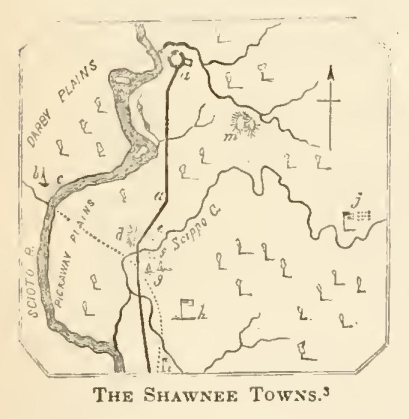 DARBY PLAINS
m
j
b
c
a
d
e
Scippo C.
g
h
SCIOTO R.
PICKAWAY PLAINS
THE SHAWNEE TOWNS.³